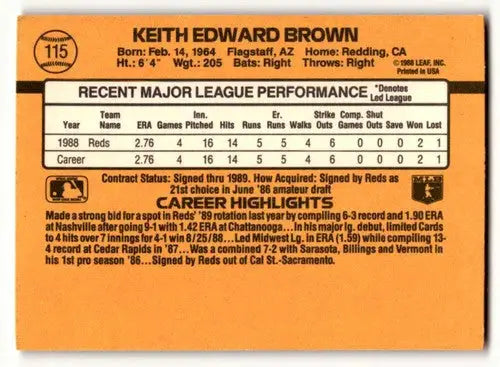 115
KEITH EDWARD BROWN
Born: Feb. 14, 1964 Flagstaff, AZ Home: Redding, CA
Ht.: 6'4" Wgt.: 205 Bats: Right Throws: Right
©1988 LEAF, INC.
Printed in USA
RECENT MAJOR LEAGUE PERFORMANCE *Denotes Led League
Year Team Name ERA Games Inn. Pitched Hits Runs Er. Runs Walks Strike Outs Comp. Games Shut Outs Save Won Lost
1988 Reds 2.76 4 16 14 5 5 4 6 0 0 0 2 1
Career 2.76 4 16 14 5 5 4 6 0 0 0 2 1
Contract Status: Signed thru 1989. How Acquired: Signed by Reds as
21st choice in June '86 amateur draft
CAREER HIGHLIGHTS
Made a strong bid for a spot in Reds' '89 rotation last year by compiling 6-3 record and 1.90 ERA
at Nashville after going 9-1 with 1.42 ERA at Chattanooga...In his major lg. debut, limited Cards to
4 hits over 7 innings for 4-1 win 8/25/88...Led Midwest Lg. in ERA (1.59) while compiling 13-
4 record at Cedar Rapids in '87...Was a combined 7-2 with Sarasota, Billings and Vermont in
his 1st pro season '86...Signed by Reds out of Cal St.-Sacramento.